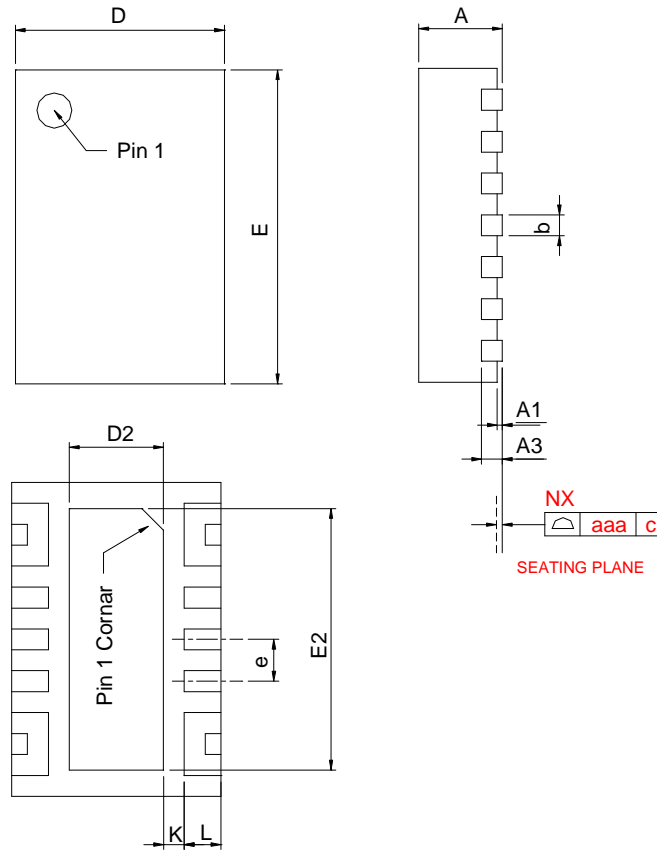 D
A
Pin 1
E
b
A1
A3
D2
NX
aaa c
SEATING PLANE
Pin 1 Cornar
E2
e
K L